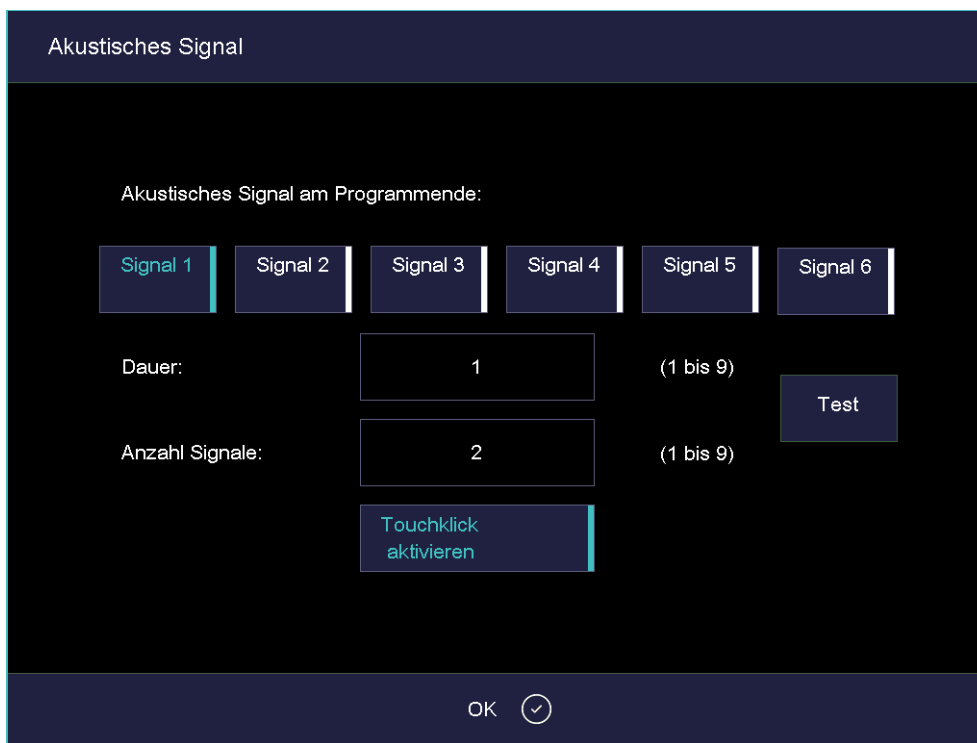 Akustisches Signal
Akustisches Signal am Programmende:
Signal 1 Signal 2 Signal 3 Signal 4 Signal 5 Signal 6
Dauer: 1 (1 bis 9)
Test
Anzahl Signale: 2 (1 bis 9)
Touchklick
aktivieren
OK